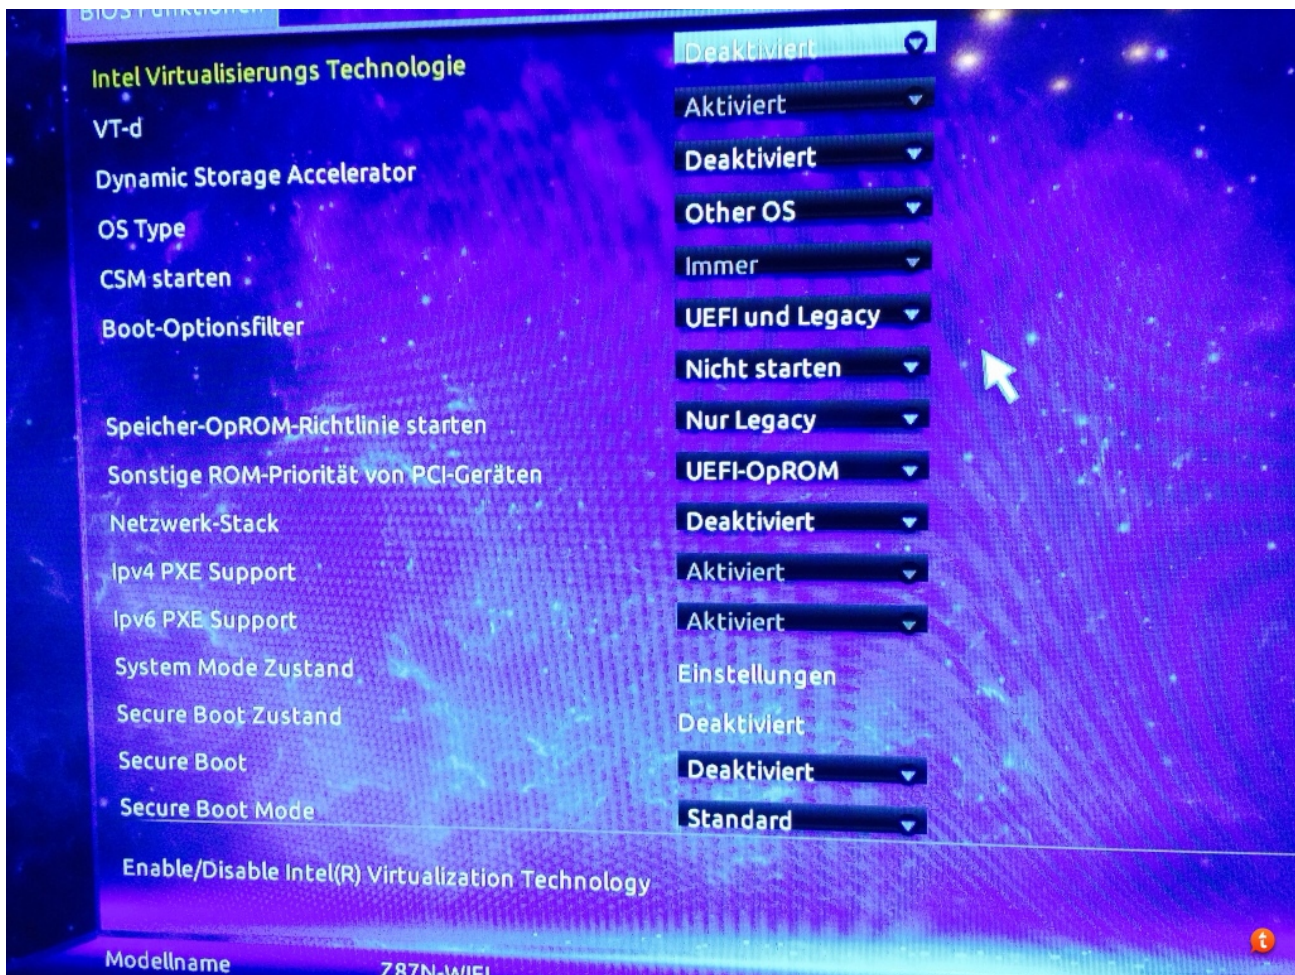 BIOS Funktionen
Intel Virtualisierungs Technologie Deaktiviert
VT-d Aktiviert
Dynamic Storage Accelerator Deaktiviert
OS Type Other OS
CSM starten Immer
Boot-Optionsfilter UEFI und Legacy
Nicht starten
Speicher-OpROM-Richtlinie starten Nur Legacy
Sonstige ROM-Priorität von PCI-Geräten UEFI-OpROM
Netzwerk-Stack Deaktiviert
Ipv4 PXE Support Aktiviert
Ipv6 PXE Support Aktiviert
System Mode Zustand Einstellungen
Secure Boot Zustand Deaktiviert
Secure Boot Deaktiviert
Secure Boot Mode Standard
Enable/Disable Intel(R) Virtualization Technology
Modellname Z87N-WIFI
t